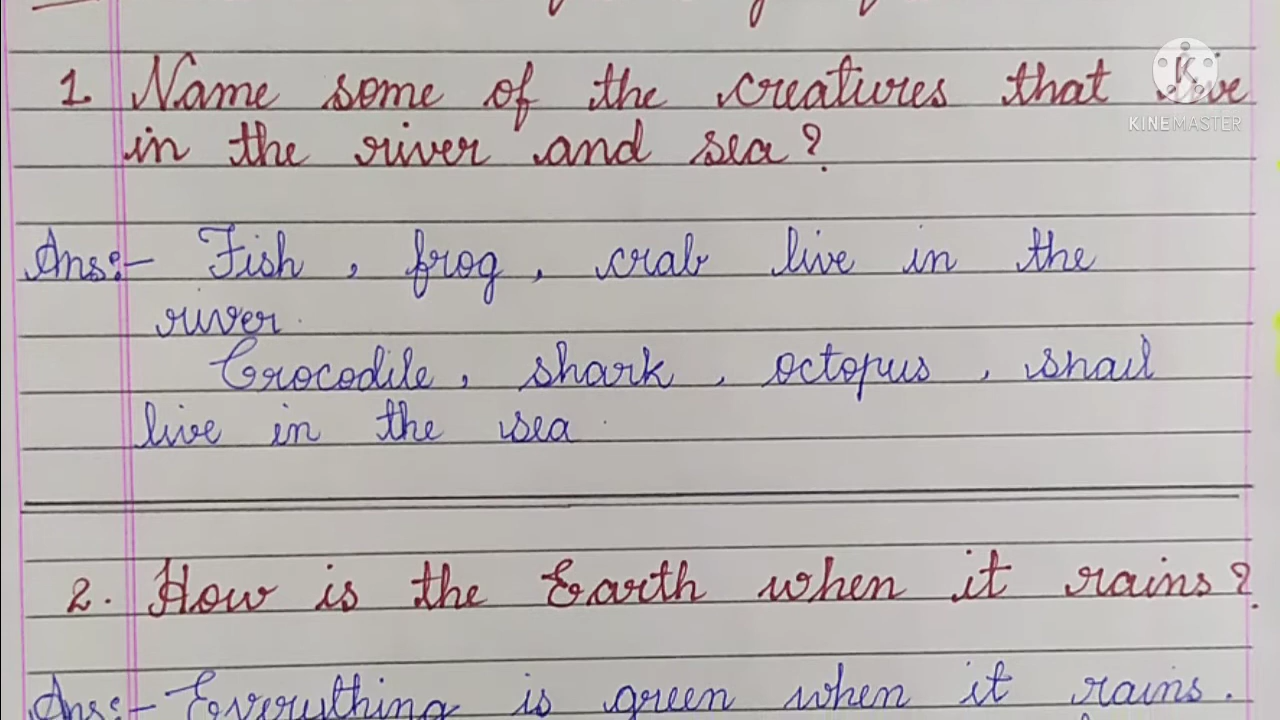 1. Name some of the creatures that live
in the river and sea?
Ans:- Fish, frog, crab live in the
river.
Crocodile, shark, octopus, snail
live in the sea.
2. How is the Earth when it rains?
Ans:- Everything is green when it rains.
K
KINEMASTER